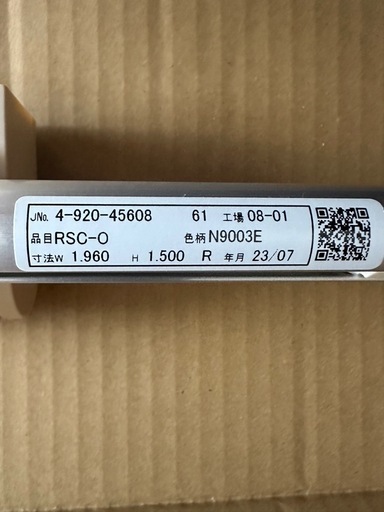 JNo. 4-920-45608 61 工場 08-01
品目 RSC-O 色柄 N9003E
寸法 W 1.960 H 1.500 R 年月 23/07